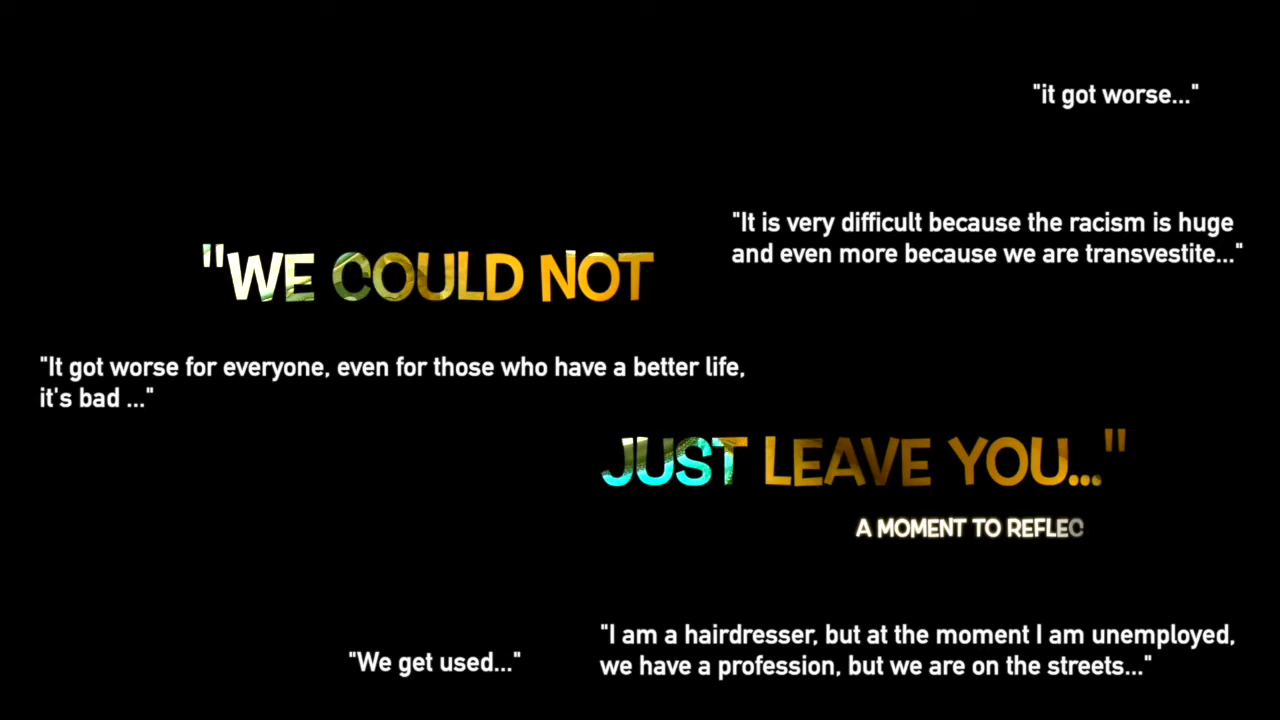 "it got worse..."
"It is very difficult because the racism is huge
and even more because we are transvestite..."
"WE COULD NOT
"It got worse for everyone, even for those who have a better life,
it's bad ..."
JUST LEAVE YOU..."
A MOMENT TO REFLEC
"I am a hairdresser, but at the moment I am unemployed,
we have a profession, but we are on the streets..."
"We get used..."